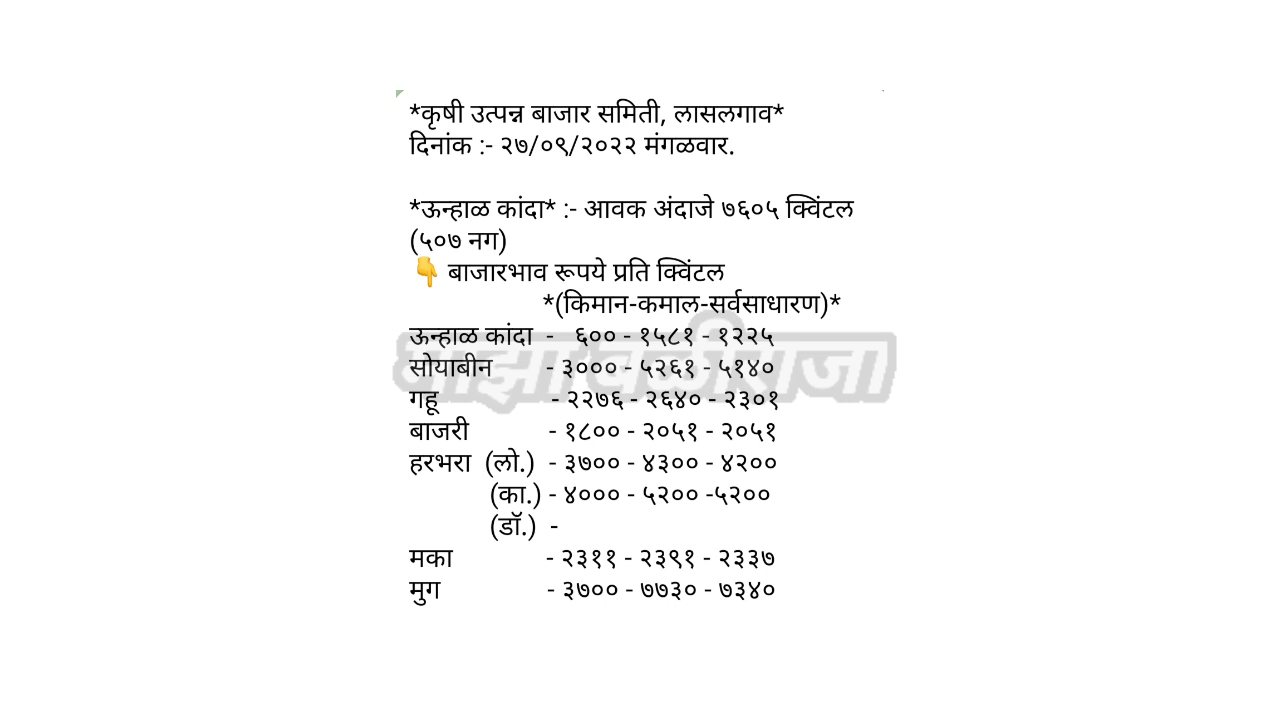 *कृषी उत्पन्न बाजार समिती, लासलगाव*
दिनांक :- २७/०९/२०२२ मंगळवार.
*ऊन्हाळ कांदा* :- आवक अंदाजे ७६०५ क्विंटल
(५०७ नग)
👇 बाजारभाव रूपये प्रति क्विंटल
*(किमान-कमाल-सर्वसाधारण)*
ऊन्हाळ कांदा - ६०० - १५८१ - १२२५
सोयाबीन - ३००० - ५२६१ - ५१४०
गहू - २२७६ - २६४० - २३०१
बाजरी - १८०० - २०५१ - २०५१
हरभरा (लो.) - ३७०० - ४३०० - ४२००
(का.) - ४००० - ५२०० -५२००
(डॉ.) -
मका - २३११ - २३९१ - २३३७
मुग - ३७०० - ७७३० - ७३४०
माझा बळीराजा